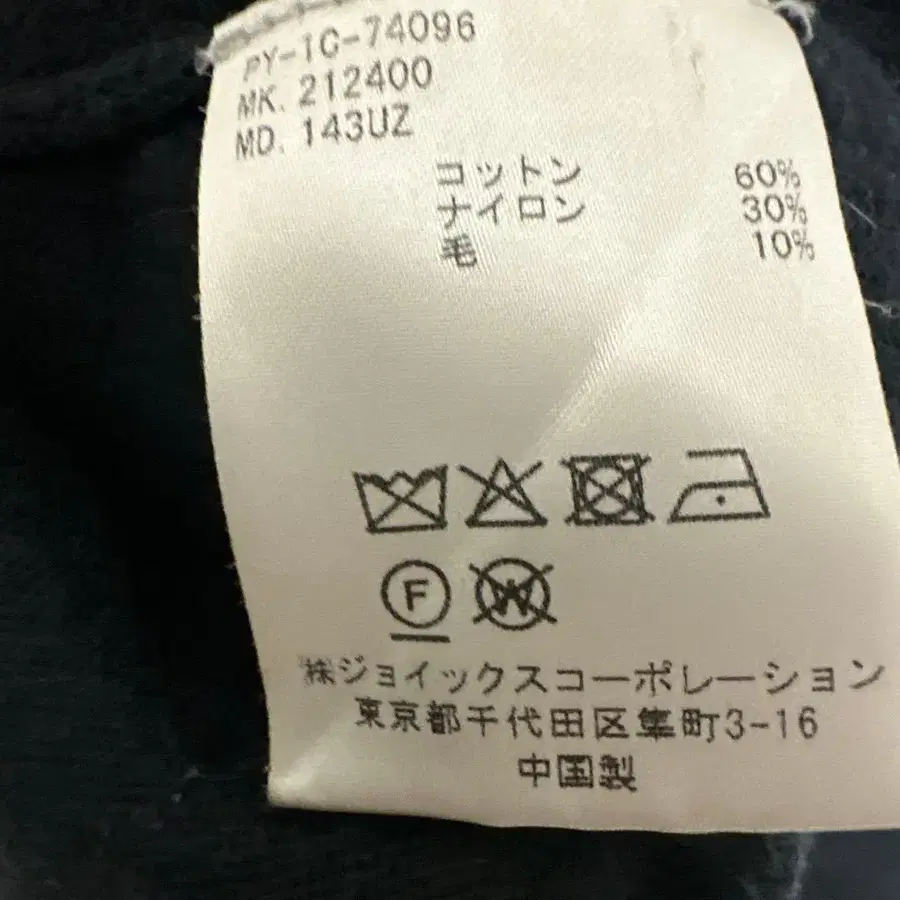 PY-1C-74096
MK. 212400
MD. 143UZ
コットン 60%
ナイロン 30%
毛 10%
F
W
㈱ジョイックスコーポレーション
東京都千代田区隼町3-16
中国製